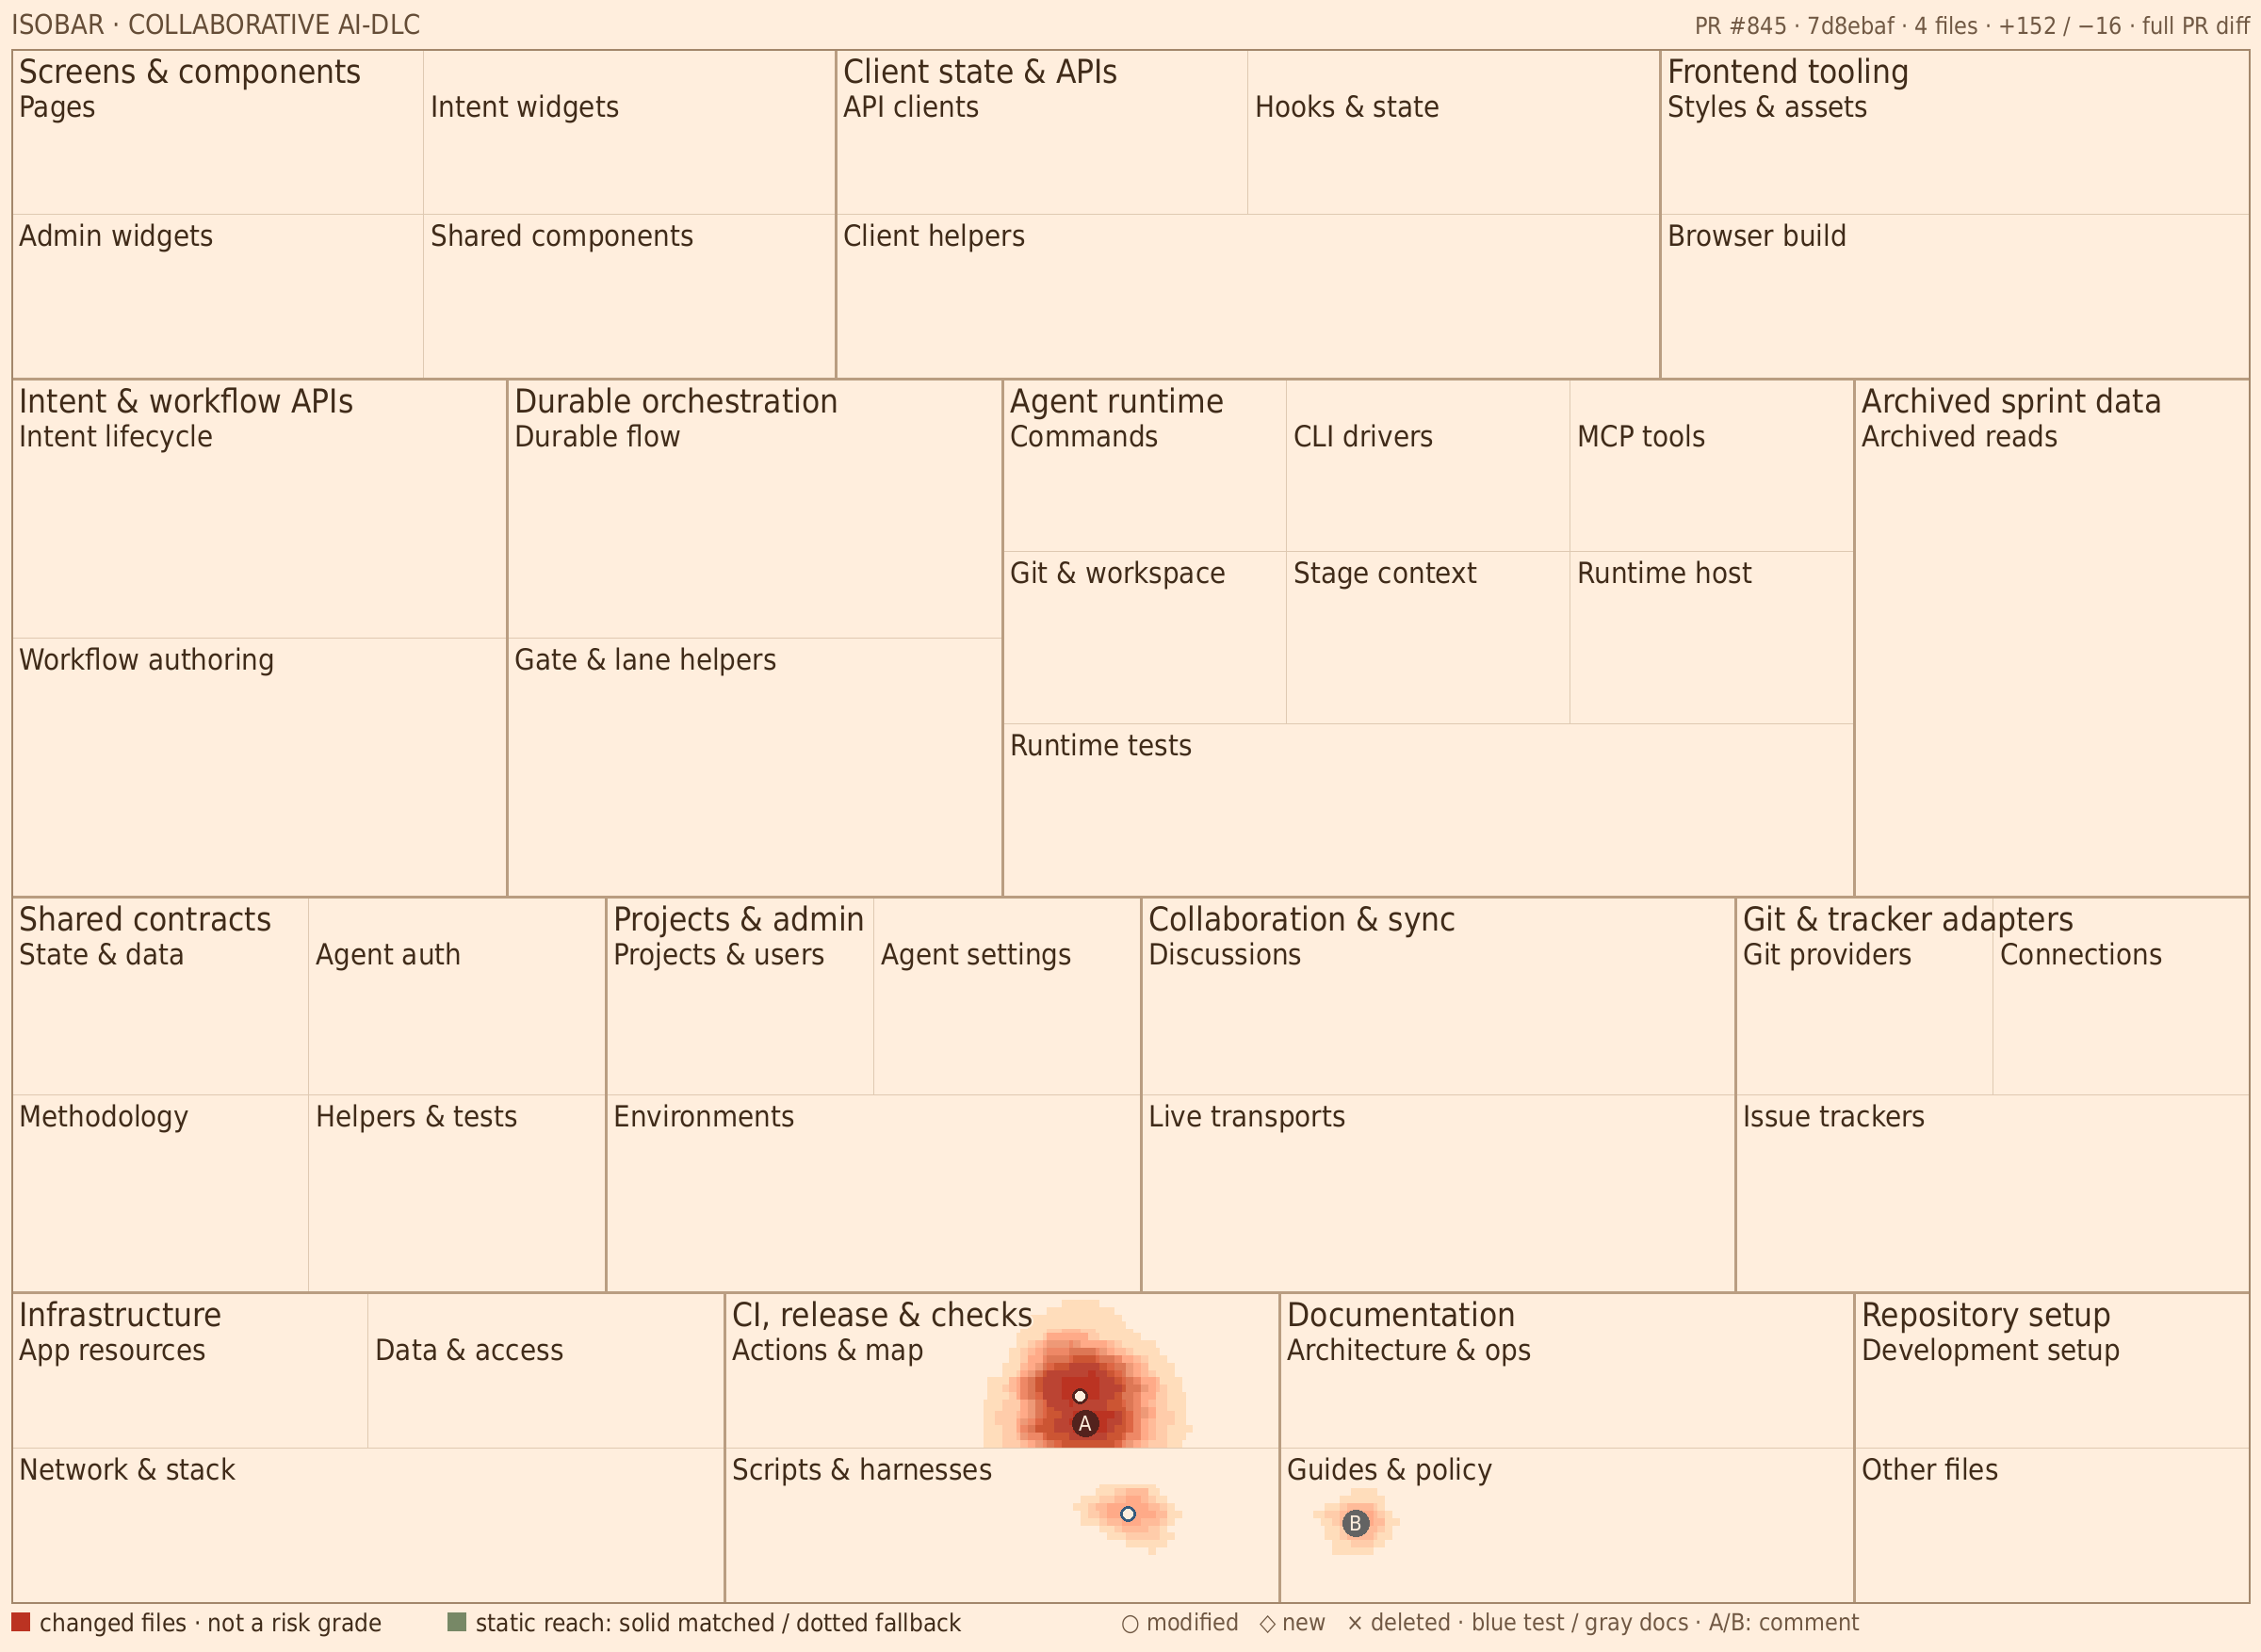 ISOBAR · COLLABORATIVE AI-DLC
PR #845 · 7d8ebaf · 4 files · +152 / −16 · full PR diff
Screens & components
Pages
Intent widgets
Admin widgets
Shared components
Client state & APIs
API clients
Hooks & state
Client helpers
Frontend tooling
Styles & assets
Browser build
Intent & workflow APIs
Intent lifecycle
Workflow authoring
Durable orchestration
Durable flow
Gate & lane helpers
Agent runtime
Commands
CLI drivers
MCP tools
Git & workspace
Stage context
Runtime host
Runtime tests
Archived sprint data
Archived reads
Shared contracts
State & data
Agent auth
Methodology
Helpers & tests
Projects & admin
Projects & users
Agent settings
Environments
Collaboration & sync
Discussions
Live transports
Git & tracker adapters
Git providers
Connections
Issue trackers
Infrastructure
App resources
Data & access
Network & stack
CI, release & checks
Actions & map
A
Scripts & harnesses
Documentation
Architecture & ops
Guides & policy
B
Repository setup
Development setup
Other files
changed files · not a risk grade
static reach: solid matched / dotted fallback
○ modified ◇ new × deleted · blue test / gray docs · A/B: comment